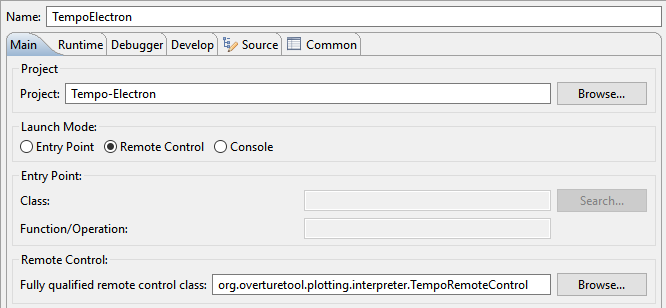 Name: TempoElectron
Main Runtime Debugger Develop Source Common
Project
Project: Tempo-Electron Browse...
Launch Mode:
Entry Point Remote Control Console
Entry Point:
Class: Search...
Function/Operation:
Remote Control:
Fully qualified remote control class: org.overturetool.plotting.interpreter.TempoRemoteControl Browse...